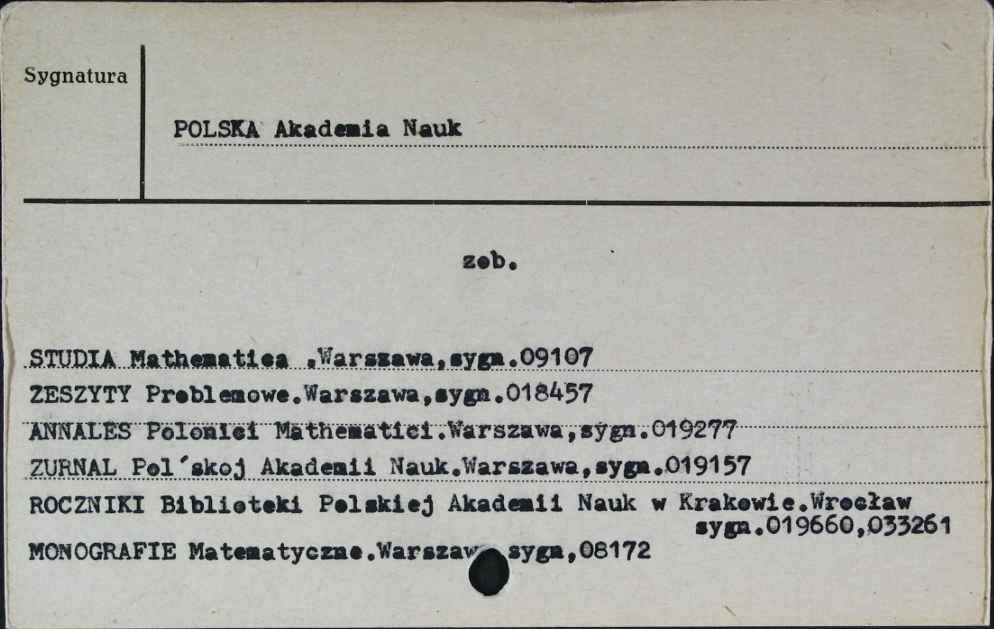 Sygnatura
POLSKA Akademia Nauk
zob.
STUDIA Mathematica .Warszawa,sygn.09107
ZESZYTY Problemowe.Warszawa,sygn.018457
ANNALES Polonici Mathematici.Warszawa,sygn.019277
ZURNAL Pol´skoj Akademii Nauk.Warszawa,sygn.019157
ROCZNIKI Biblioteki Polskiej Akademii Nauk w Krakowie.Wrocław
sygn.019660,033261
MONOGRAFIE Matematyczne.Warszawa sygn,08172